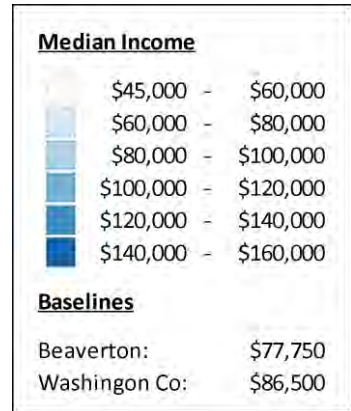 Median Income
$45,000 - $60,000
$60,000 - $80,000
$80,000 - $100,000
$100,000 - $120,000
$120,000 - $140,000
$140,000 - $160,000
Baselines
Beaverton: $77,750
Washingon Co: $86,500